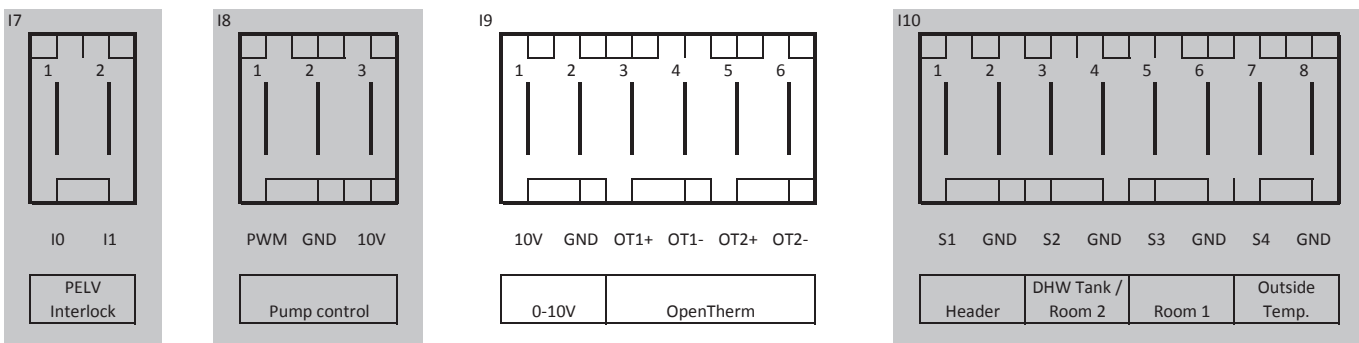 I7
1 2
I0 I1
PELV
Interlock
I8
1 2 3
PWM GND 10V
Pump control
I9
1 2 3 4 5 6
10V GND OT1+ OT1- OT2+ OT2-
0-10V OpenTherm
I10
1 2 3 4 5 6 7 8
S1 GND S2 GND S3 GND S4 GND
Header
DHW Tank /
Room 2
Room 1
Outside
Temp.